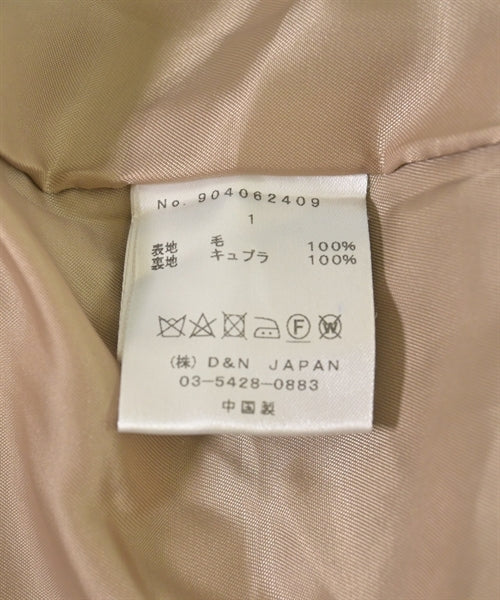 No. 904062409
1
表地 毛 100%
裏地 キュプラ 100%
Ⓕ Ⓦ
(株) D&N JAPAN
03-5428-0883
中国製